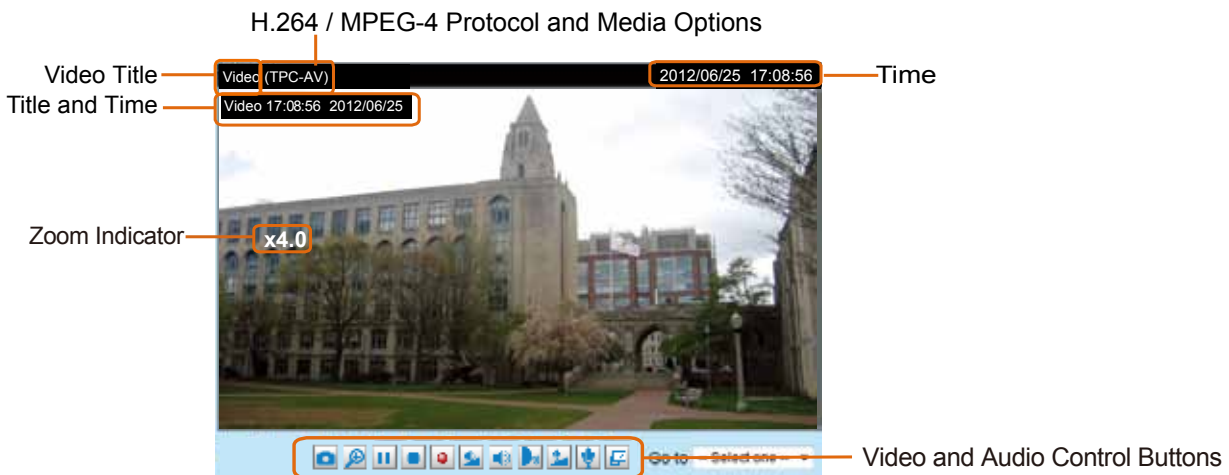 H.264 / MPEG-4 Protocol and Media Options
Video Title
Video (TPC-AV)
2012/06/25 17:08:56
Time
Title and Time
Video 17:08:56 2012/06/25
Zoom Indicator
x4.0
Go to
-- Select one --
Video and Audio Control Buttons